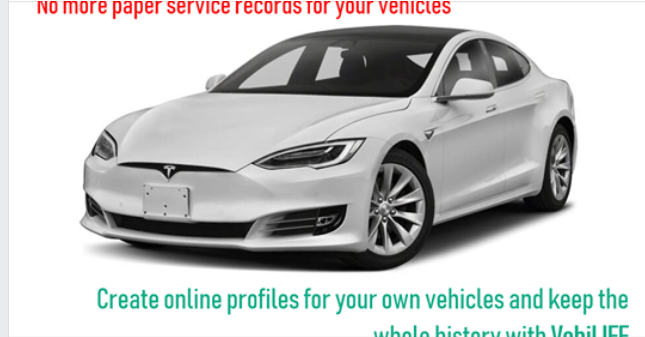 No more paper service records for your vehicles
Create online profiles for your own vehicles and keep the
whole history with VehiLIFE